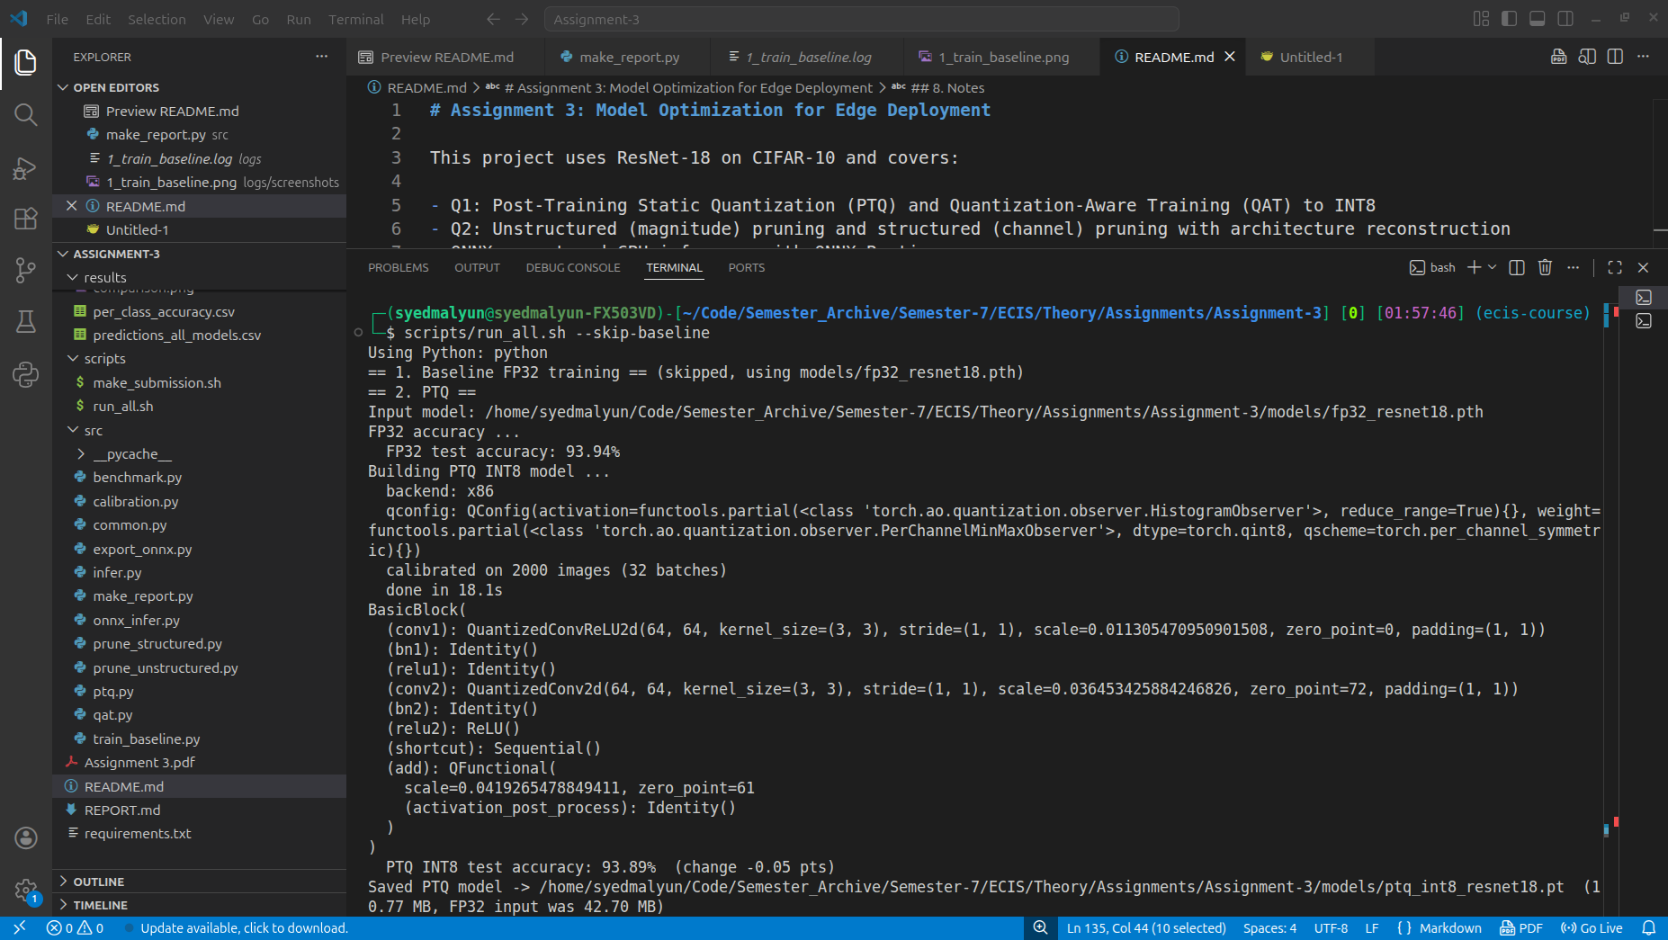 File Edit Selection View Go Run Terminal Help
Assignment-3
EXPLORER
Preview README.md
make_report.py
1_train_baseline.log
1_train_baseline.png
README.md
Untitled-1
OPEN EDITORS
Preview README.md
make_report.py src
1_train_baseline.log logs
1_train_baseline.png logs/screenshots
README.md
Untitled-1
ASSIGNMENT-3
results
comparison.png
per_class_accuracy.csv
predictions_all_models.csv
scripts
$ make_submission.sh
$ run_all.sh
src
__pycache__
benchmark.py
calibration.py
common.py
export_onnx.py
infer.py
make_report.py
onnx_infer.py
prune_structured.py
prune_unstructured.py
ptq.py
qat.py
train_baseline.py
Assignment 3.pdf
README.md
REPORT.md
requirements.txt
OUTLINE
TIMELINE
README.md > # Assignment 3: Model Optimization for Edge Deployment > ## 8. Notes
1 # Assignment 3: Model Optimization for Edge Deployment
2
3 This project uses ResNet-18 on CIFAR-10 and covers:
4
5 - Q1: Post-Training Static Quantization (PTQ) and Quantization-Aware Training (QAT) to INT8
6 - Q2: Unstructured (magnitude) pruning and structured (channel) pruning with architecture reconstruction
PROBLEMS OUTPUT DEBUG CONSOLE TERMINAL PORTS
bash
(syedmalyun@syedmalyun-FX503VD)-[~/Code/Semester_Archive/Semester-7/ECIS/Theory/Assignments/Assignment-3] [0] [01:57:46] (ecis-course)
$ scripts/run_all.sh --skip-baseline
Using Python: python
== 1. Baseline FP32 training == (skipped, using models/fp32_resnet18.pth)
== 2. PTQ ==
Input model: /home/syedmalyun/Code/Semester_Archive/Semester-7/ECIS/Theory/Assignments/Assignment-3/models/fp32_resnet18.pth
FP32 accuracy ...
FP32 test accuracy: 93.94%
Building PTQ INT8 model ...
backend: x86
qconfig: QConfig(activation=functools.partial(<class 'torch.ao.quantization.observer.HistogramObserver'>, reduce_range=True){}, weight=
functools.partial(<class 'torch.ao.quantization.observer.PerChannelMinMaxObserver'>, dtype=torch.qint8, qscheme=torch.per_channel_symmetr
ic){})
calibrated on 2000 images (32 batches)
done in 18.1s
BasicBlock(
(conv1): QuantizedConvReLU2d(64, 64, kernel_size=(3, 3), stride=(1, 1), scale=0.011305470950901508, zero_point=0, padding=(1, 1))
(bn1): Identity()
(relu1): Identity()
(conv2): QuantizedConv2d(64, 64, kernel_size=(3, 3), stride=(1, 1), scale=0.036453425884246826, zero_point=72, padding=(1, 1))
(bn2): Identity()
(relu2): ReLU()
(shortcut): Sequential()
(add): QFunctional(
scale=0.0419265478849411, zero_point=61
(activation_post_process): Identity()
)
)
PTQ INT8 test accuracy: 93.89% (change -0.05 pts)
Saved PTQ model -> /home/syedmalyun/Code/Semester_Archive/Semester-7/ECIS/Theory/Assignments/Assignment-3/models/ptq_int8_resnet18.pt (1
0.77 MB, FP32 input was 42.70 MB)
1
0 0 Update available, click to download.
Ln 135, Col 44 (10 selected) Spaces: 4 UTF-8 LF { } Markdown PDF Go Live